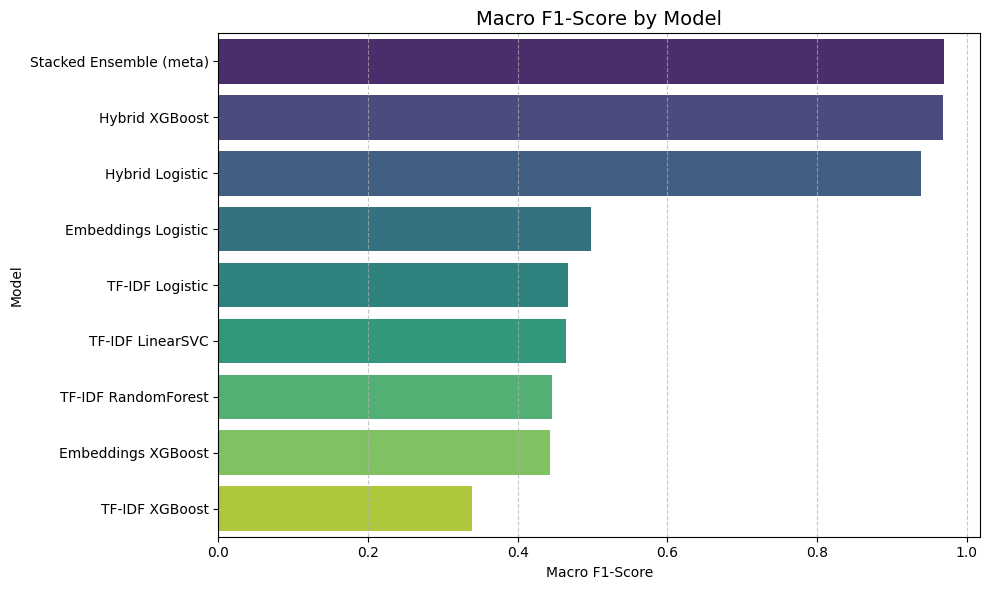 Macro F1-Score by Model
Stacked Ensemble (meta)
Hybrid XGBoost
Hybrid Logistic
Embeddings Logistic
TF-IDF Logistic
TF-IDF LinearSVC
TF-IDF RandomForest
Embeddings XGBoost
TF-IDF XGBoost
Model
0.0 0.2 0.4 0.6 0.8 1.0
Macro F1-Score